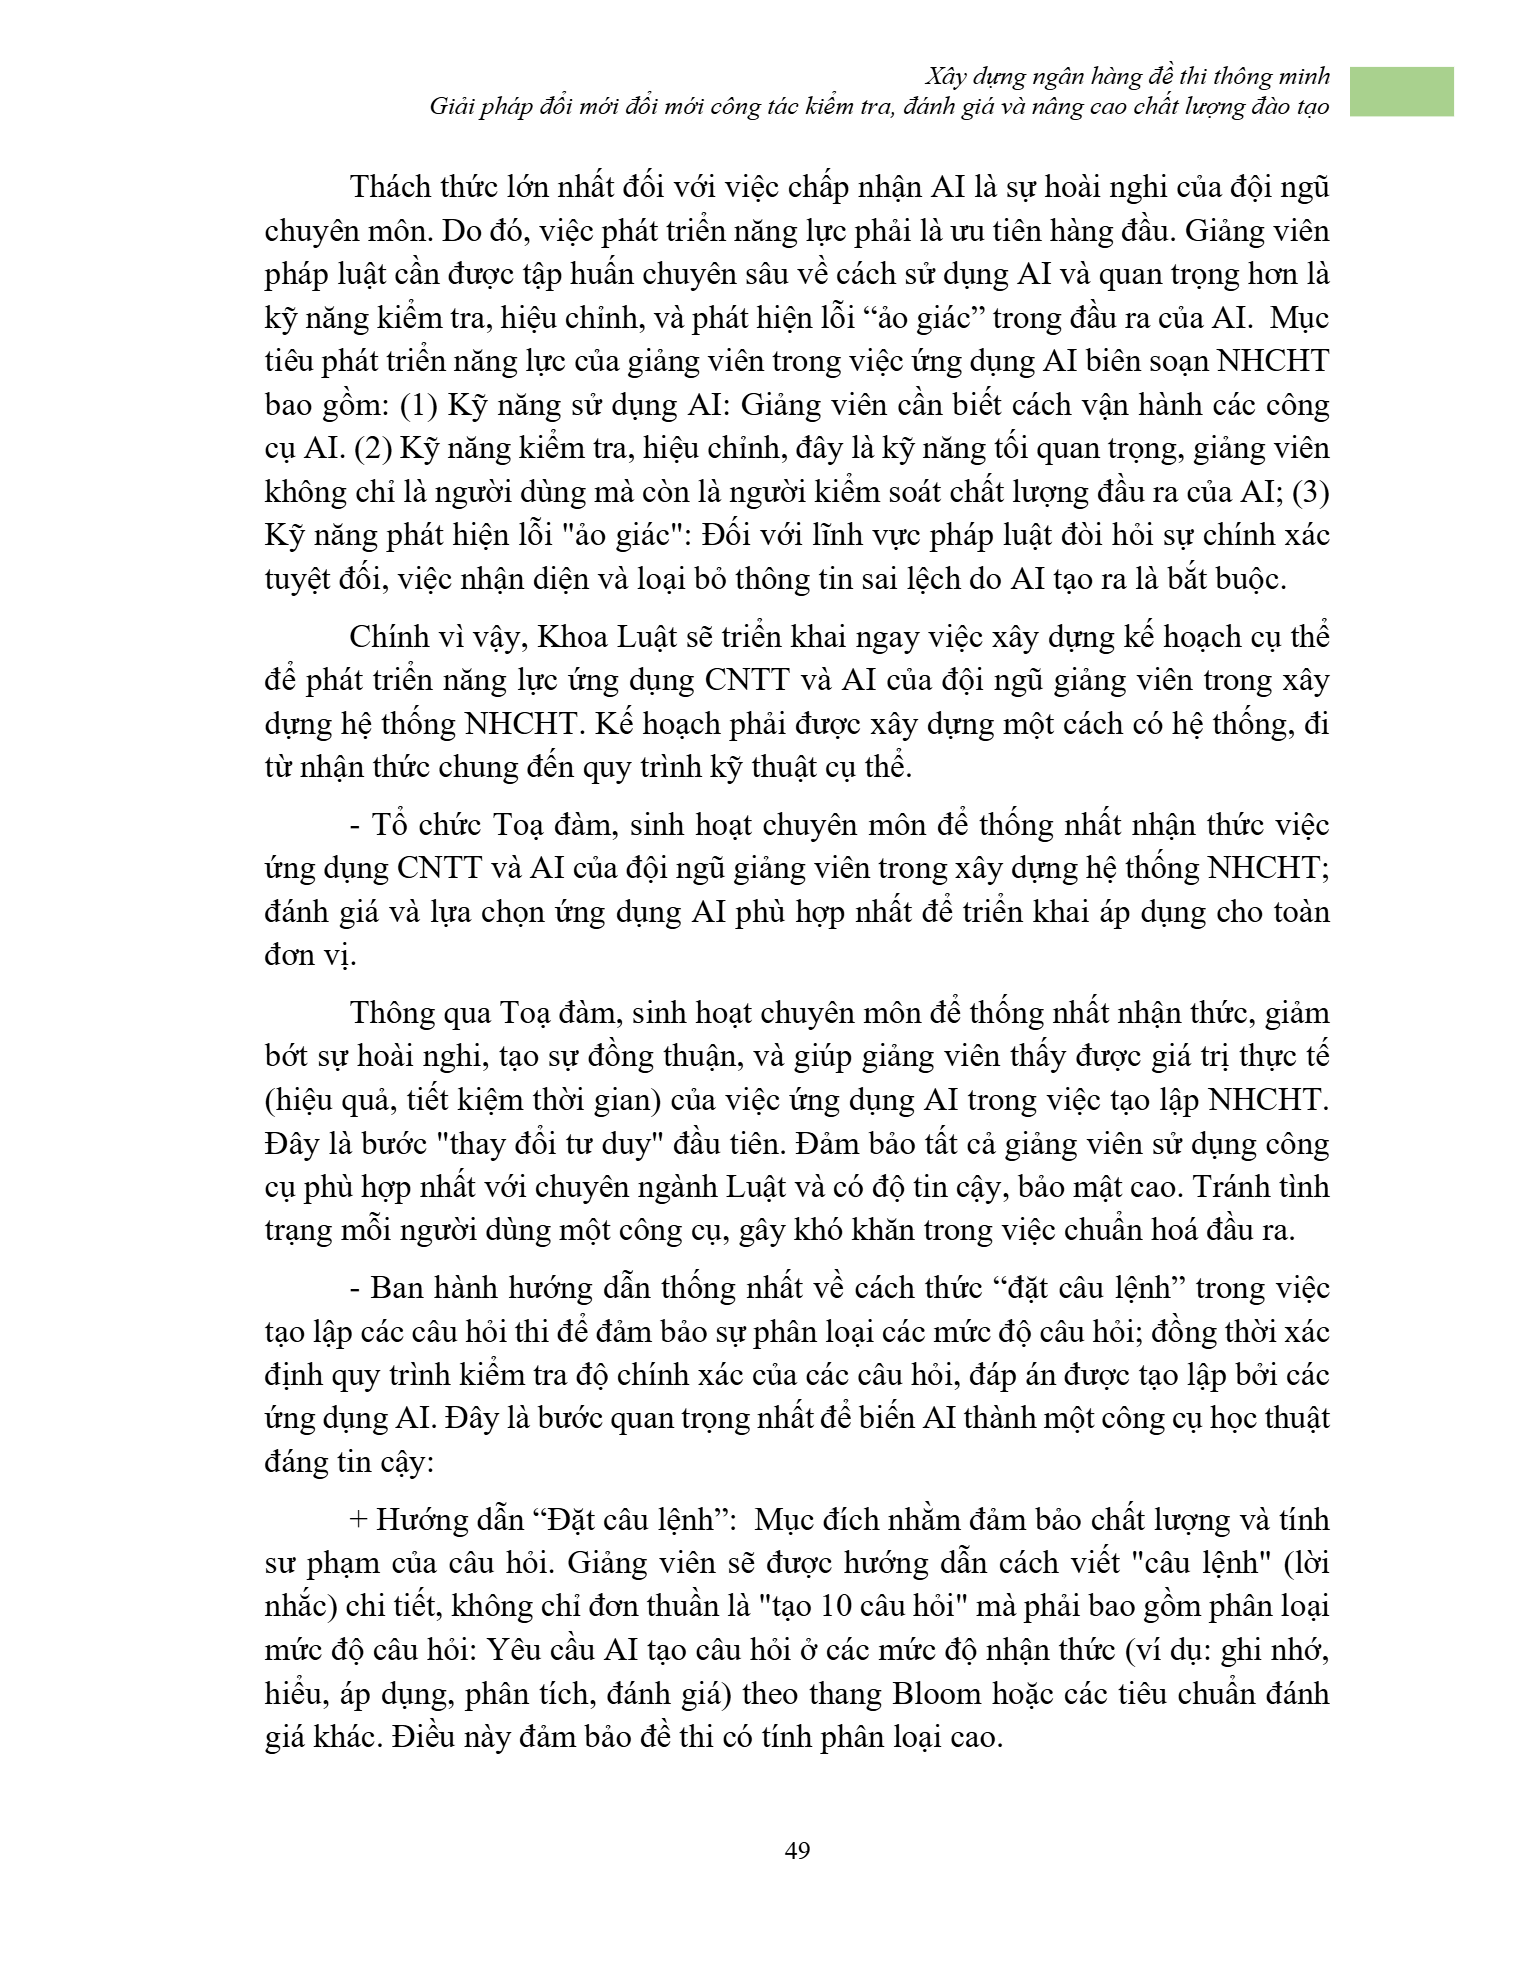 Xây dựng ngân hàng đề thi thông minh
Giải pháp đổi mới đổi mới công tác kiểm tra, đánh giá và nâng cao chất lượng đào tạo
Thách thức lớn nhất đối với việc chấp nhận AI là sự hoài nghi của đội ngũ
chuyên môn. Do đó, việc phát triển năng lực phải là ưu tiên hàng đầu. Giảng viên
pháp luật cần được tập huấn chuyên sâu về cách sử dụng AI và quan trọng hơn là
kỹ năng kiểm tra, hiệu chỉnh, và phát hiện lỗi “ảo giác” trong đầu ra của AI.  Mục
tiêu phát triển năng lực của giảng viên trong việc ứng dụng AI biên soạn NHCHT
bao gồm: (1) Kỹ năng sử dụng AI: Giảng viên cần biết cách vận hành các công
cụ AI. (2) Kỹ năng kiểm tra, hiệu chỉnh, đây là kỹ năng tối quan trọng, giảng viên
không chỉ là người dùng mà còn là người kiểm soát chất lượng đầu ra của AI; (3)
Kỹ năng phát hiện lỗi "ảo giác": Đối với lĩnh vực pháp luật đòi hỏi sự chính xác
tuyệt đối, việc nhận diện và loại bỏ thông tin sai lệch do AI tạo ra là bắt buộc.
Chính vì vậy, Khoa Luật sẽ triển khai ngay việc xây dựng kế hoạch cụ thể
để phát triển năng lực ứng dụng CNTT và AI của đội ngũ giảng viên trong xây
dựng hệ thống NHCHT. Kế hoạch phải được xây dựng một cách có hệ thống, đi
từ nhận thức chung đến quy trình kỹ thuật cụ thể.
- Tổ chức Toạ đàm, sinh hoạt chuyên môn để thống nhất nhận thức việc
ứng dụng CNTT và AI của đội ngũ giảng viên trong xây dựng hệ thống NHCHT;
đánh giá và lựa chọn ứng dụng AI phù hợp nhất để triển khai áp dụng cho toàn
đơn vị.
Thông qua Toạ đàm, sinh hoạt chuyên môn để thống nhất nhận thức, giảm
bớt sự hoài nghi, tạo sự đồng thuận, và giúp giảng viên thấy được giá trị thực tế
(hiệu quả, tiết kiệm thời gian) của việc ứng dụng AI trong việc tạo lập NHCHT.
Đây là bước "thay đổi tư duy" đầu tiên. Đảm bảo tất cả giảng viên sử dụng công
cụ phù hợp nhất với chuyên ngành Luật và có độ tin cậy, bảo mật cao. Tránh tình
trạng mỗi người dùng một công cụ, gây khó khăn trong việc chuẩn hoá đầu ra.
- Ban hành hướng dẫn thống nhất về cách thức “đặt câu lệnh” trong việc
tạo lập các câu hỏi thi để đảm bảo sự phân loại các mức độ câu hỏi; đồng thời xác
định quy trình kiểm tra độ chính xác của các câu hỏi, đáp án được tạo lập bởi các
ứng dụng AI. Đây là bước quan trọng nhất để biến AI thành một công cụ học thuật
đáng tin cậy:
+ Hướng dẫn “Đặt câu lệnh”:  Mục đích nhằm đảm bảo chất lượng và tính
sư phạm của câu hỏi. Giảng viên sẽ được hướng dẫn cách viết "câu lệnh" (lời
nhắc) chi tiết, không chỉ đơn thuần là "tạo 10 câu hỏi" mà phải bao gồm phân loại
mức độ câu hỏi: Yêu cầu AI tạo câu hỏi ở các mức độ nhận thức (ví dụ: ghi nhớ,
hiểu, áp dụng, phân tích, đánh giá) theo thang Bloom hoặc các tiêu chuẩn đánh
giá khác. Điều này đảm bảo đề thi có tính phân loại cao.
49